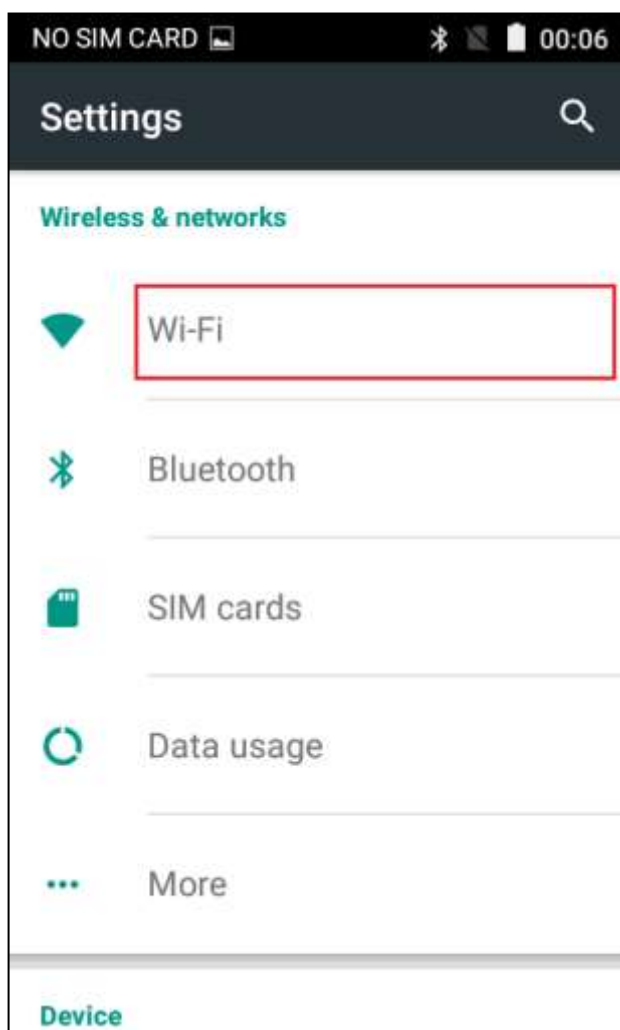 NO SIM CARD 00:06
Settings
Wireless & networks
Wi-Fi
Bluetooth
SIM cards
Data usage
More
Device